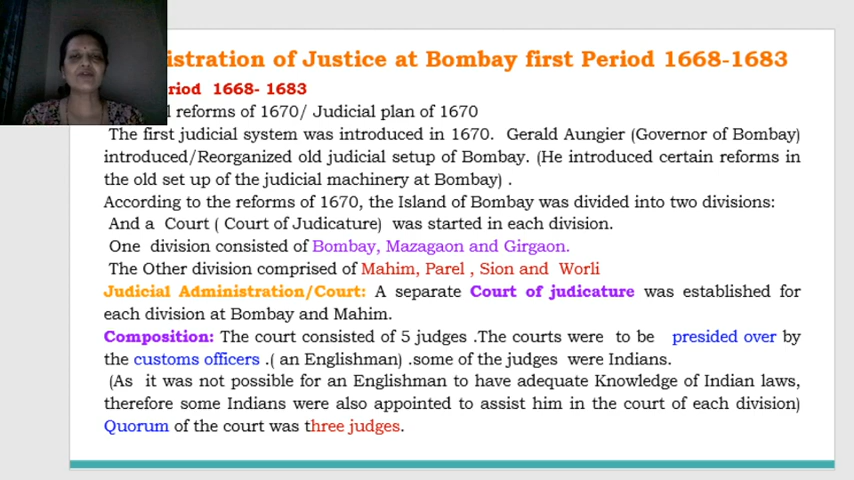 istration of Justice at Bombay first Period 1668-1683
riod 1668- 1683
reforms of 1670/ Judicial plan of 1670
The first judicial system was introduced in 1670. Gerald Aungier (Governor of Bombay)
introduced/Reorganized old judicial setup of Bombay. (He introduced certain reforms in
the old set up of the judicial machinery at Bombay) .
According to the reforms of 1670, the Island of Bombay was divided into two divisions:
And a Court ( Court of Judicature) was started in each division.
One division consisted of Bombay, Mazagaon and Girgaon.
The Other division comprised of Mahim, Parel , Sion and Worli
Judicial Administration/Court: A separate Court of judicature was established for
each division at Bombay and Mahim.
Composition: The court consisted of 5 judges .The courts were to be presided over by
the customs officers .( an Englishman) .some of the judges were Indians.
(As it was not possible for an Englishman to have adequate Knowledge of Indian laws,
therefore some Indians were also appointed to assist him in the court of each division)
Quorum of the court was three judges.